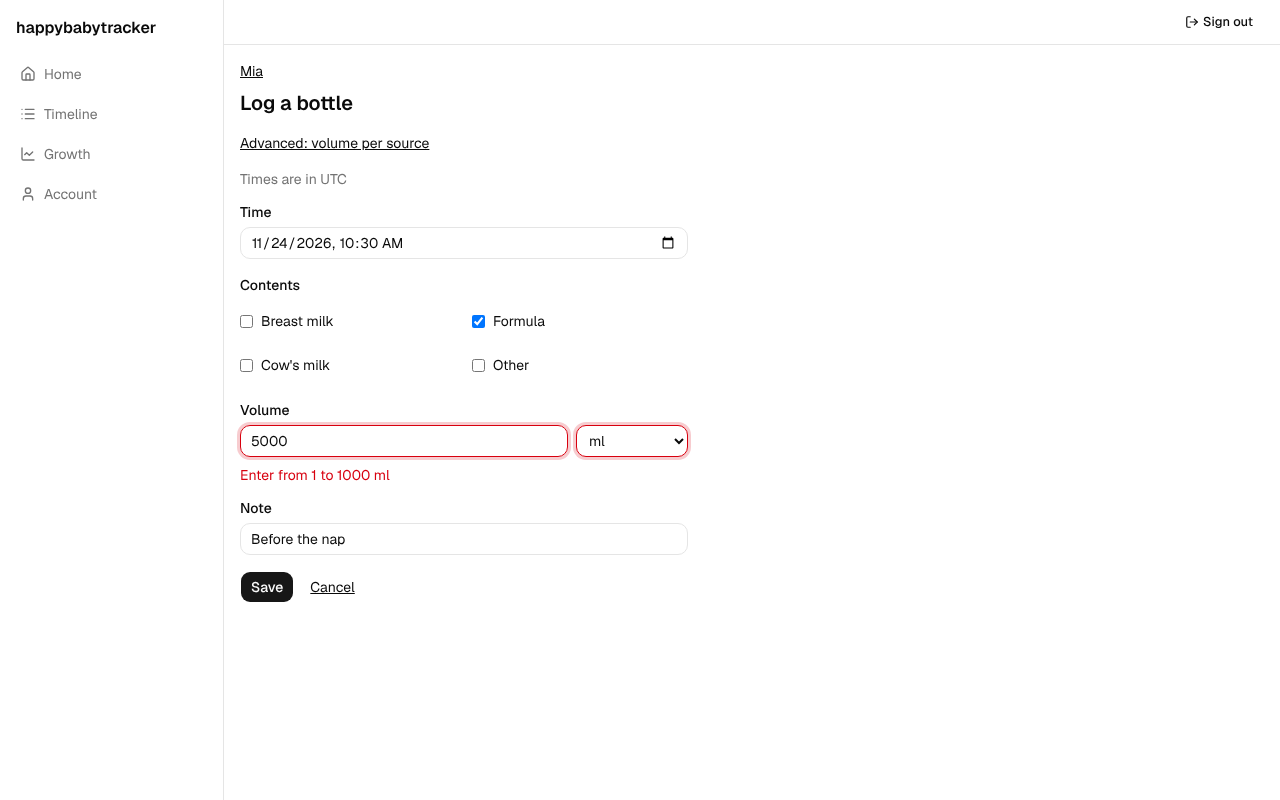 happybabytracker
Sign out
Home
Timeline
Growth
Account
Mia
Log a bottle
Advanced: volume per source
Times are in UTC
Time
11/24/2026, 10:30 AM
Contents
Breast milk
Formula
Cow's milk
Other
Volume
5000
ml
Enter from 1 to 1000 ml
Note
Before the nap
Save
Cancel